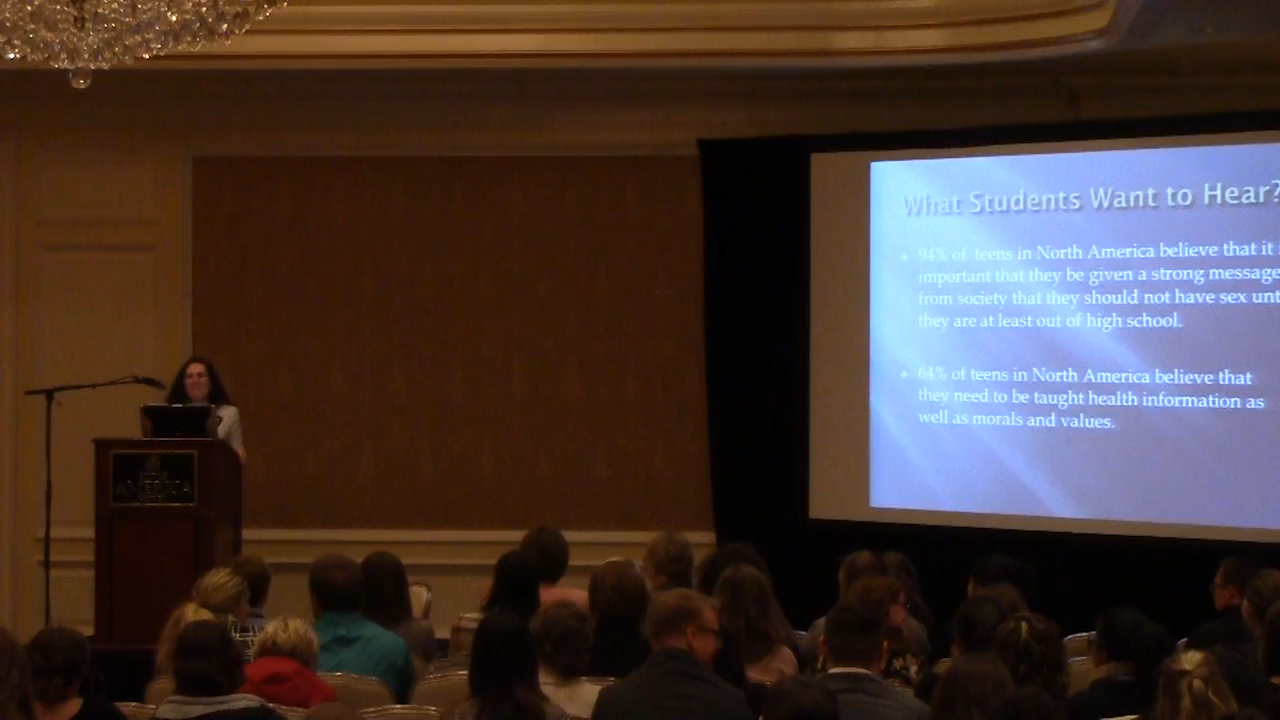 What Students Want to Hear?
94% of teens in North America believe that it
important that they be given a strong message
from society that they should not have sex
they are at least out of high school.
64% of teens in North America believe that
they need to be taught health information as
well as morals and values.
AMERICA